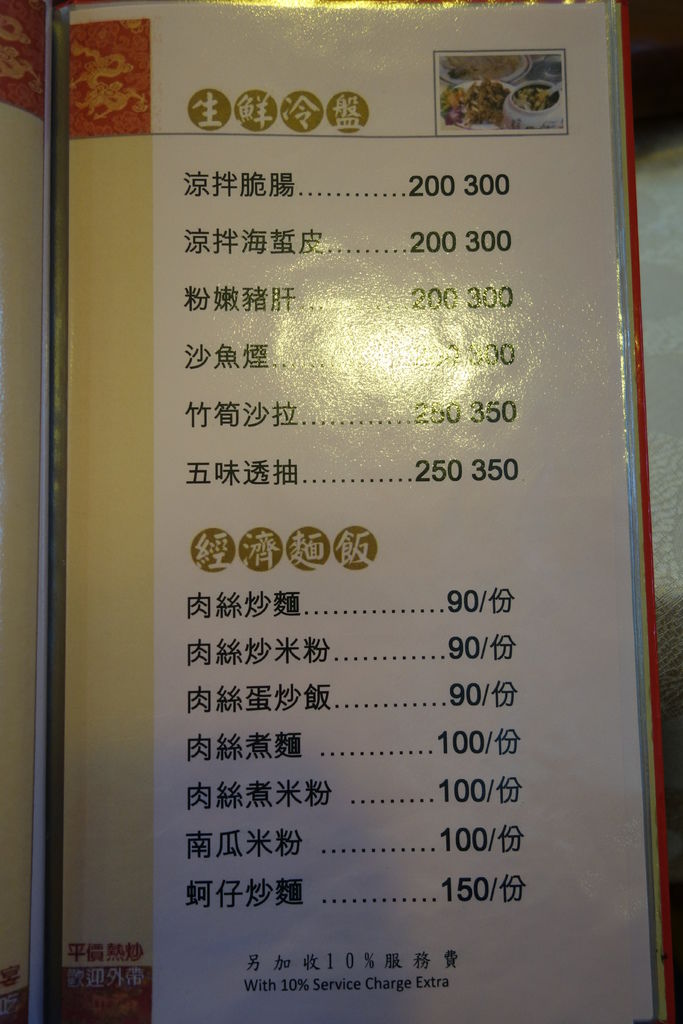 生鮮冷盤
涼拌脆腸............200 300
涼拌海蜇皮.........200 300
粉嫩豬肝... 200 300
沙魚煙... 300
竹筍沙拉............250 350
五味透抽............250 350
經濟麵飯
肉絲炒麵...............90/份
肉絲炒米粉............90/份
肉絲蛋炒飯............90/份
肉絲煮麵 ............100/份
肉絲煮米粉 .........100/份
南瓜米粉 ............100/份
蚵仔炒麵 ............150/份
平價熱炒
歡迎外帶
另加收10%服務費
With 10% Service Charge Extra